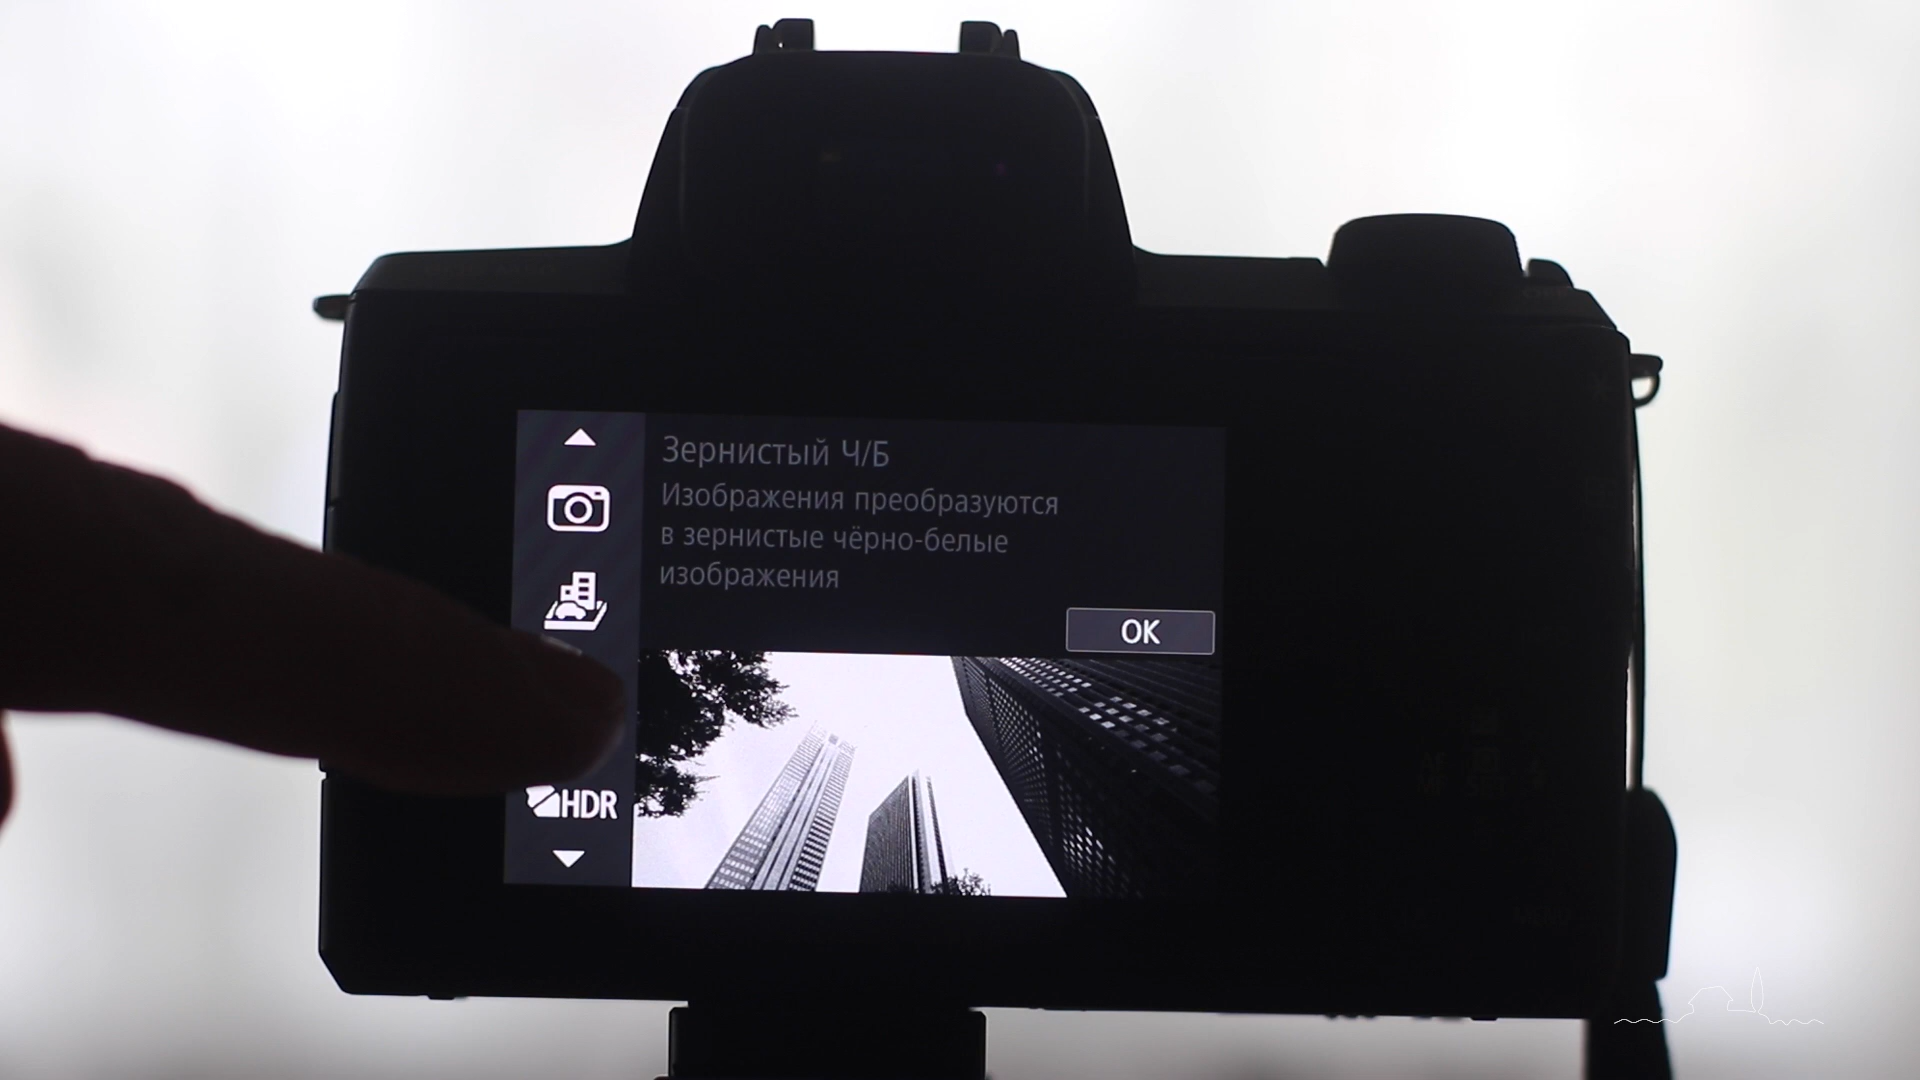 Зернистый Ч/Б
Изображения преобразуются
в зернистые чёрно-белые
изображения
OK
HDR